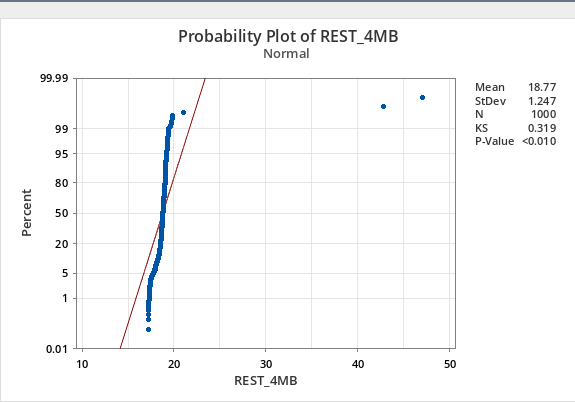 Probability Plot of REST_4MB
Normal
99.99
99
95
80
50
20
5
1
0.01
Percent
10 20 30 40 50
REST_4MB
Mean 18.77
StDev 1.247
N 1000
KS 0.319
P-Value <0.010